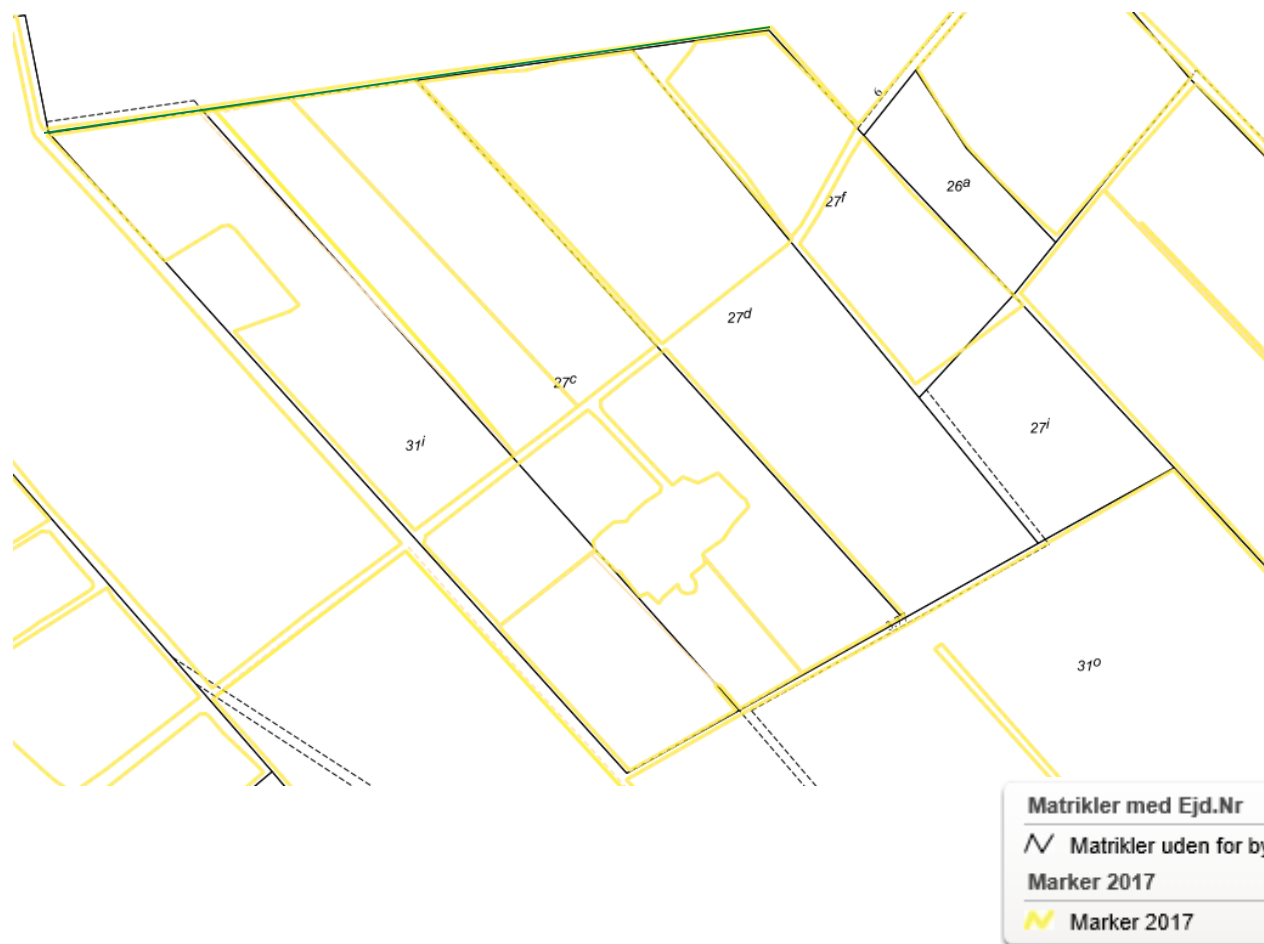 6
26a
27f
27d
27c
31i
27i
31o
Matrikler med Ejd.Nr
Matrikler uden for by
Marker 2017
Marker 2017